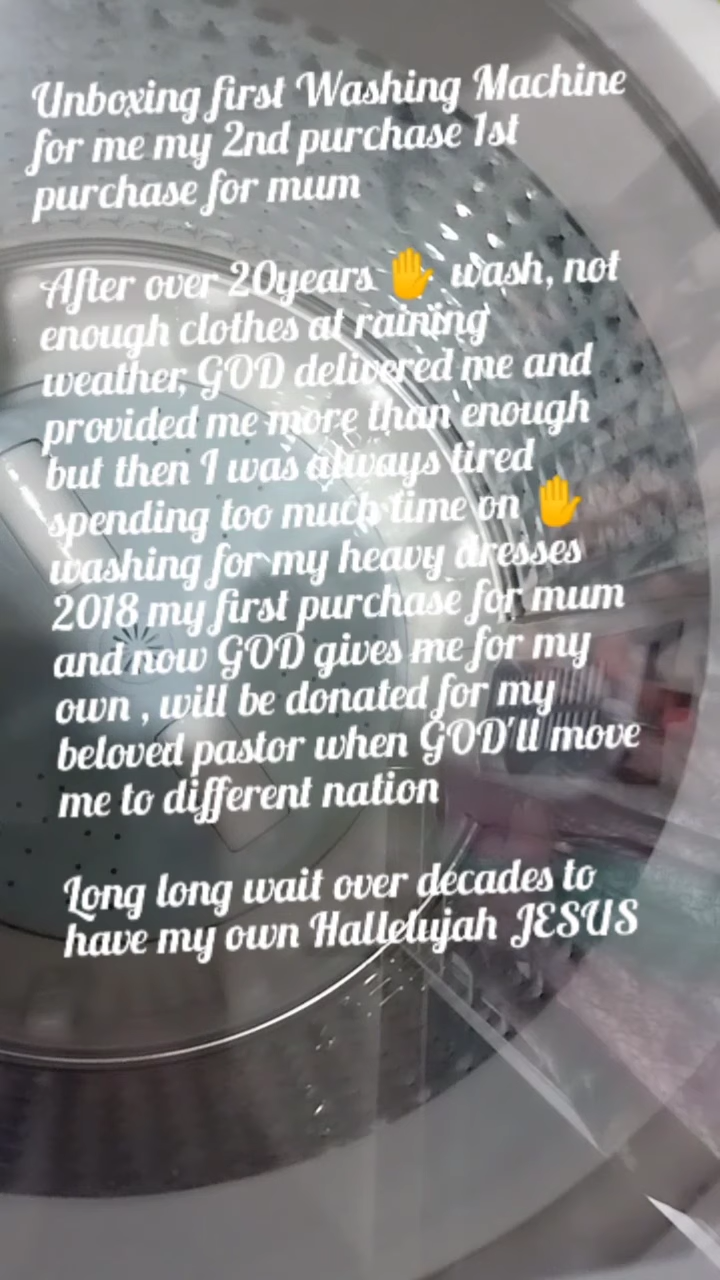 Unboxing first Washing Machine
for me my 2nd purchase 1st
purchase for mum
After over 20years ✋ wash, not
enough clothes at raining
weather, GOD delivered me and
provided me more than enough
but then I was always tired
spending too much time on ✋
washing for my heavy dresses
2018 my first purchase for mum
and now GOD gives me for my
own , will be donated for my
beloved pastor when GOD'll move
me to different nation
Long long wait over decades to
have my own Hallelujah JESUS